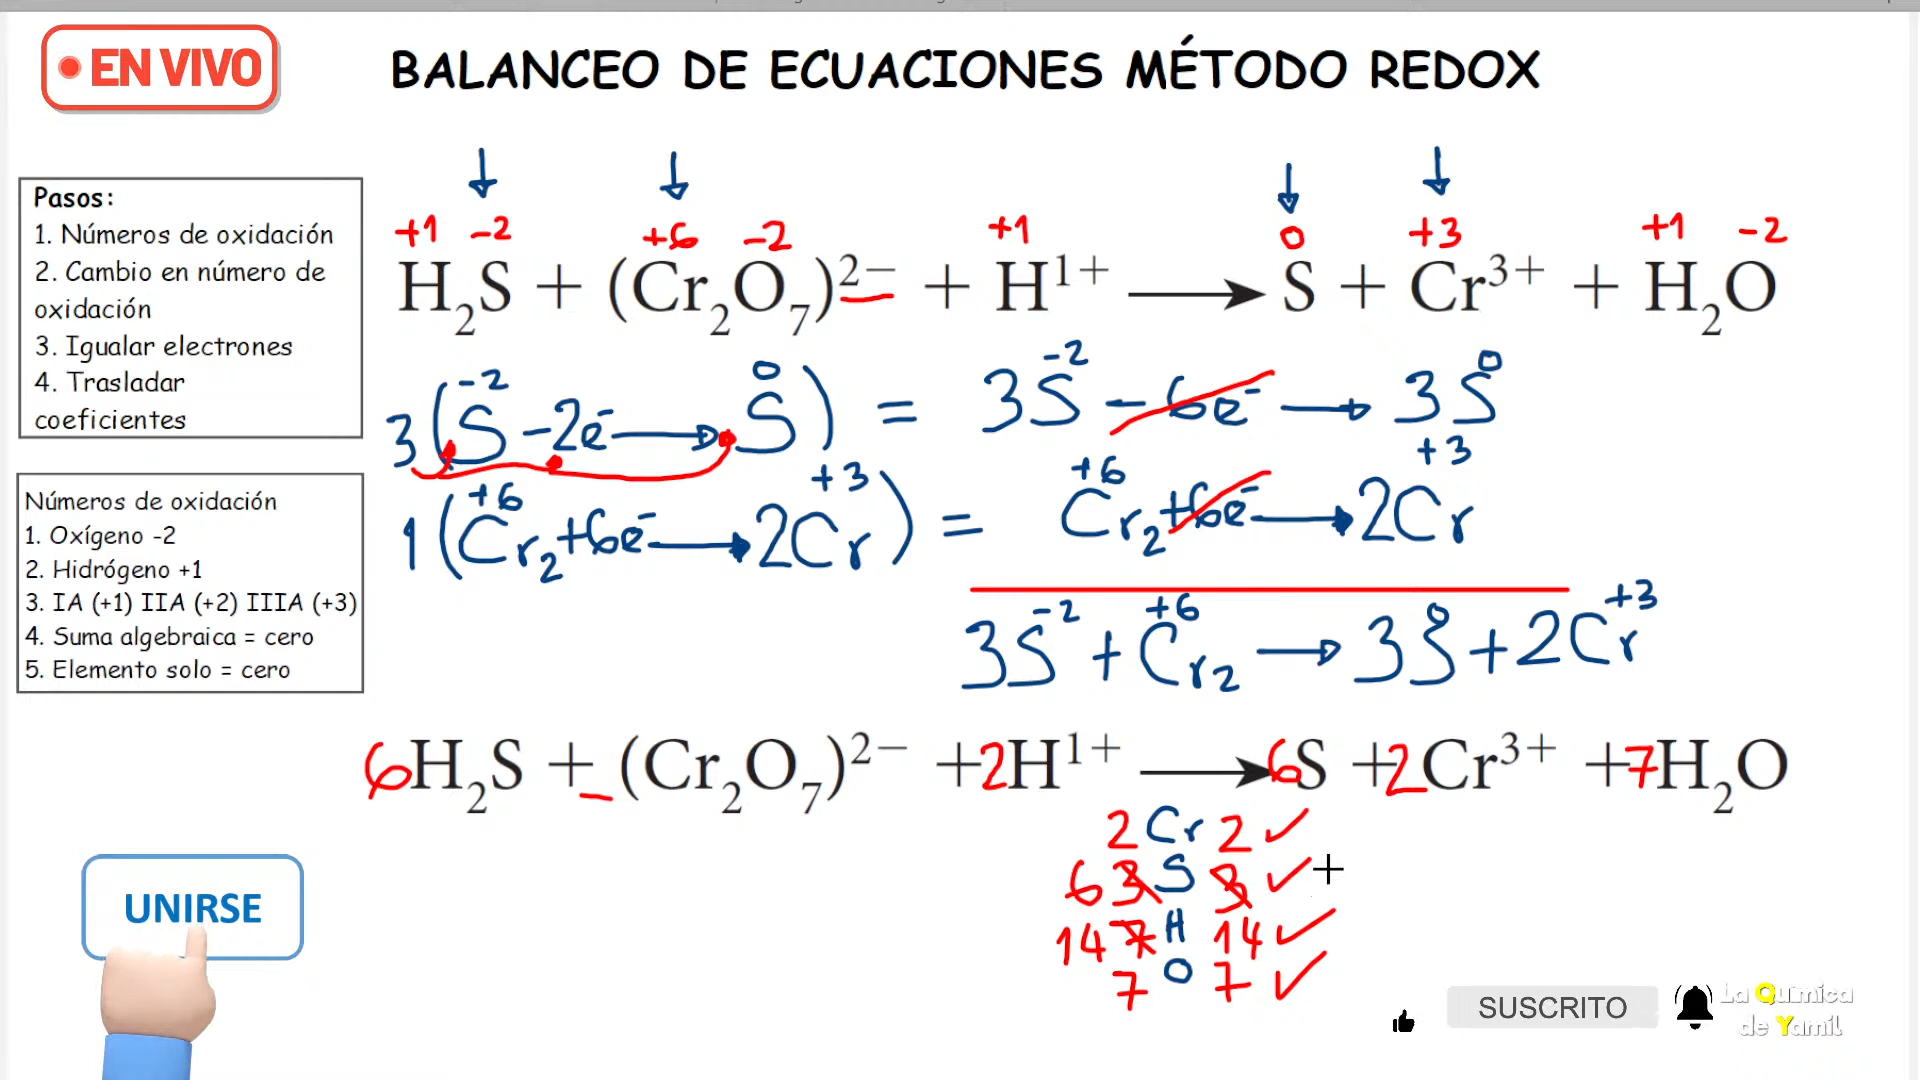 EN VIVO
BALANCEO DE ECUACIONES MÉTODO REDOX
Pasos:
1. Números de oxidación
2. Cambio en número de
oxidación
3. Igualar electrones
4. Trasladar
coeficientes
Números de oxidación
1. Oxígeno -2
2. Hidrógeno +1
3. IA (+1) IIA (+2) IIIA (+3)
4. Suma algebraica = cero
5. Elemento solo = cero
+1 -2 +6 -2 +1 0 +3 +1 -2
H₂S + (Cr₂O₇)²⁻ + H¹⁺ → S + Cr³⁺ + H₂O
3(S⁻² -2e⁻ → S⁰) = 3S⁻² - 6e⁻ → 3S⁰
1(Cr₂⁺⁶ +6e⁻ → 2Cr⁺³) = Cr₂⁺⁶ +6e⁻ → 2Cr⁺³
3S⁻² + Cr₂⁺⁶ → 3S⁰ + 2Cr⁺³
6H₂S + (Cr₂O₇)²⁻ + 2H¹⁺ → 6S + 2Cr³⁺ + 7H₂O
2 Cr 2 ✓
6 3 S 3 ✓
14 7 H 14 ✓
7 O 7 ✓
UNIRSE
SUSCRITO
La Química
de Yamil